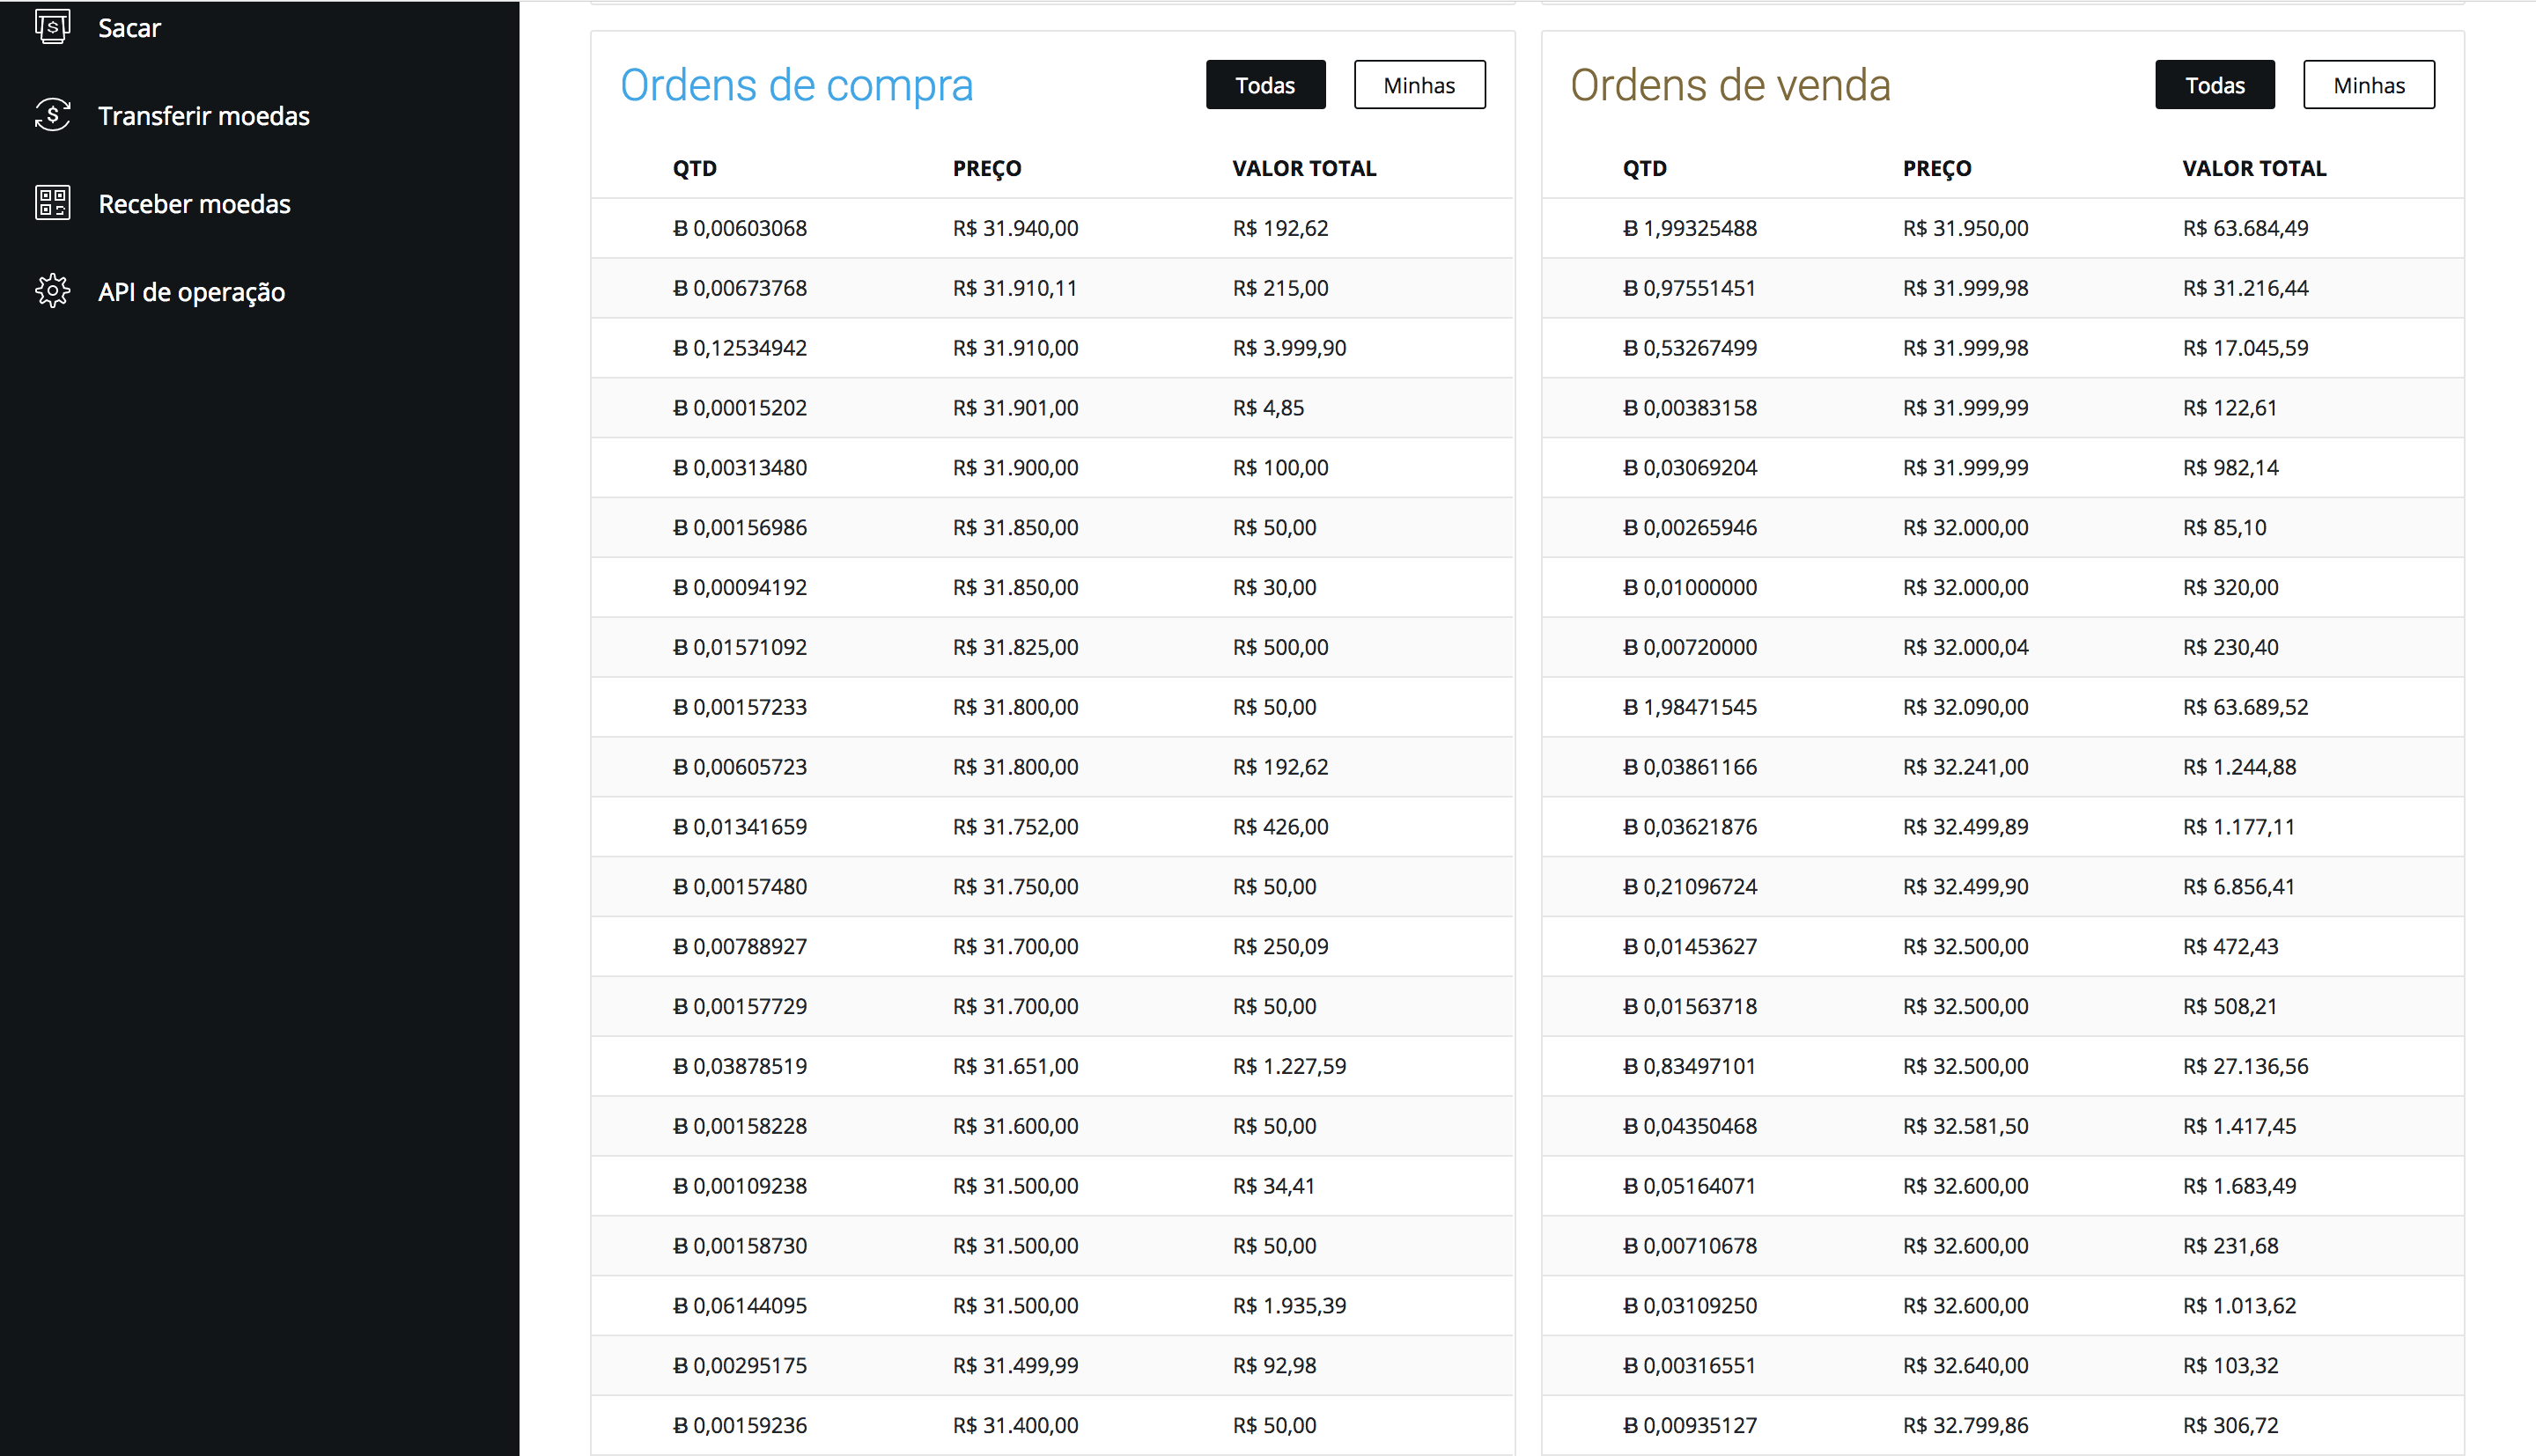 Sacar
Transferir moedas
Receber moedas
API de operação
Ordens de compra
Todas
Minhas
QTD PREÇO VALOR TOTAL
Ƀ 0,00603068 R$ 31.940,00 R$ 192,62
Ƀ 0,00673768 R$ 31.910,11 R$ 215,00
Ƀ 0,12534942 R$ 31.910,00 R$ 3.999,90
Ƀ 0,00015202 R$ 31.901,00 R$ 4,85
Ƀ 0,00313480 R$ 31.900,00 R$ 100,00
Ƀ 0,00156986 R$ 31.850,00 R$ 50,00
Ƀ 0,00094192 R$ 31.850,00 R$ 30,00
Ƀ 0,01571092 R$ 31.825,00 R$ 500,00
Ƀ 0,00157233 R$ 31.800,00 R$ 50,00
Ƀ 0,00605723 R$ 31.800,00 R$ 192,62
Ƀ 0,01341659 R$ 31.752,00 R$ 426,00
Ƀ 0,00157480 R$ 31.750,00 R$ 50,00
Ƀ 0,00788927 R$ 31.700,00 R$ 250,09
Ƀ 0,00157729 R$ 31.700,00 R$ 50,00
Ƀ 0,03878519 R$ 31.651,00 R$ 1.227,59
Ƀ 0,00158228 R$ 31.600,00 R$ 50,00
Ƀ 0,00109238 R$ 31.500,00 R$ 34,41
Ƀ 0,00158730 R$ 31.500,00 R$ 50,00
Ƀ 0,06144095 R$ 31.500,00 R$ 1.935,39
Ƀ 0,00295175 R$ 31.499,99 R$ 92,98
Ƀ 0,00159236 R$ 31.400,00 R$ 50,00
Ordens de venda
Todas
Minhas
QTD PREÇO VALOR TOTAL
Ƀ 1,99325488 R$ 31.950,00 R$ 63.684,49
Ƀ 0,97551451 R$ 31.999,98 R$ 31.216,44
Ƀ 0,53267499 R$ 31.999,98 R$ 17.045,59
Ƀ 0,00383158 R$ 31.999,99 R$ 122,61
Ƀ 0,03069204 R$ 31.999,99 R$ 982,14
Ƀ 0,00265946 R$ 32.000,00 R$ 85,10
Ƀ 0,01000000 R$ 32.000,00 R$ 320,00
Ƀ 0,00720000 R$ 32.000,04 R$ 230,40
Ƀ 1,98471545 R$ 32.090,00 R$ 63.689,52
Ƀ 0,03861166 R$ 32.241,00 R$ 1.244,88
Ƀ 0,03621876 R$ 32.499,89 R$ 1.177,11
Ƀ 0,21096724 R$ 32.499,90 R$ 6.856,41
Ƀ 0,01453627 R$ 32.500,00 R$ 472,43
Ƀ 0,01563718 R$ 32.500,00 R$ 508,21
Ƀ 0,83497101 R$ 32.500,00 R$ 27.136,56
Ƀ 0,04350468 R$ 32.581,50 R$ 1.417,45
Ƀ 0,05164071 R$ 32.600,00 R$ 1.683,49
Ƀ 0,00710678 R$ 32.600,00 R$ 231,68
Ƀ 0,03109250 R$ 32.600,00 R$ 1.013,62
Ƀ 0,00316551 R$ 32.640,00 R$ 103,32
Ƀ 0,00935127 R$ 32.799,86 R$ 306,72